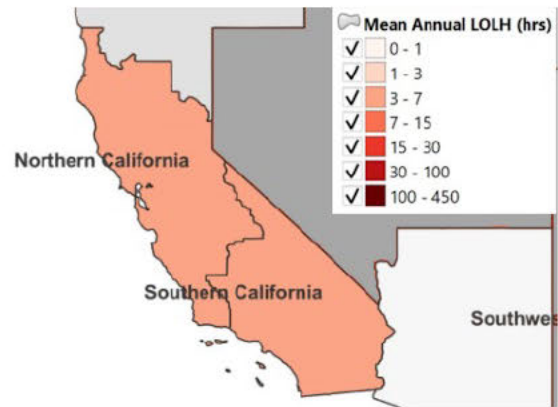 Mean Annual LOLH (hrs)
0 - 1
1 - 3
3 - 7
7 - 15
15 - 30
30 - 100
100 - 450
Northern California
Southern California
Southwes